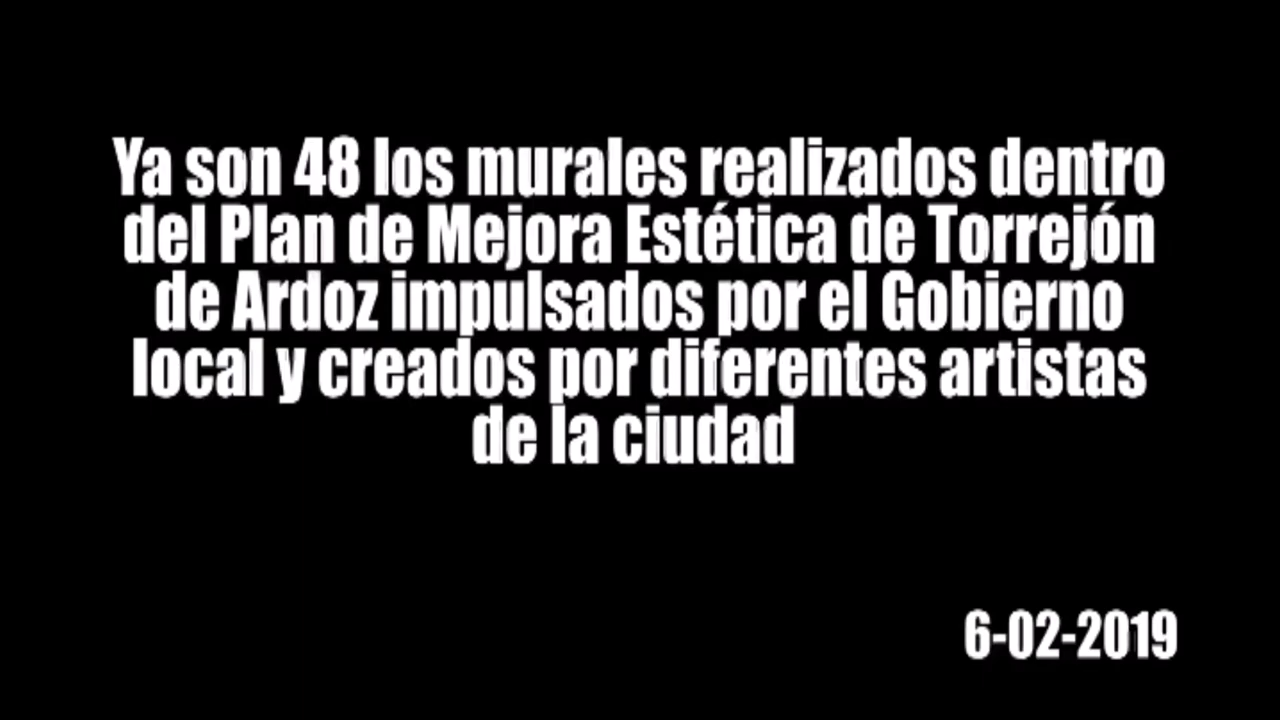 Ya son 48 los murales realizados dentro
del Plan de Mejora Estética de Torrejón
de Ardoz impulsados por el Gobierno
local y creados por diferentes artistas
de la ciudad
6-02-2019